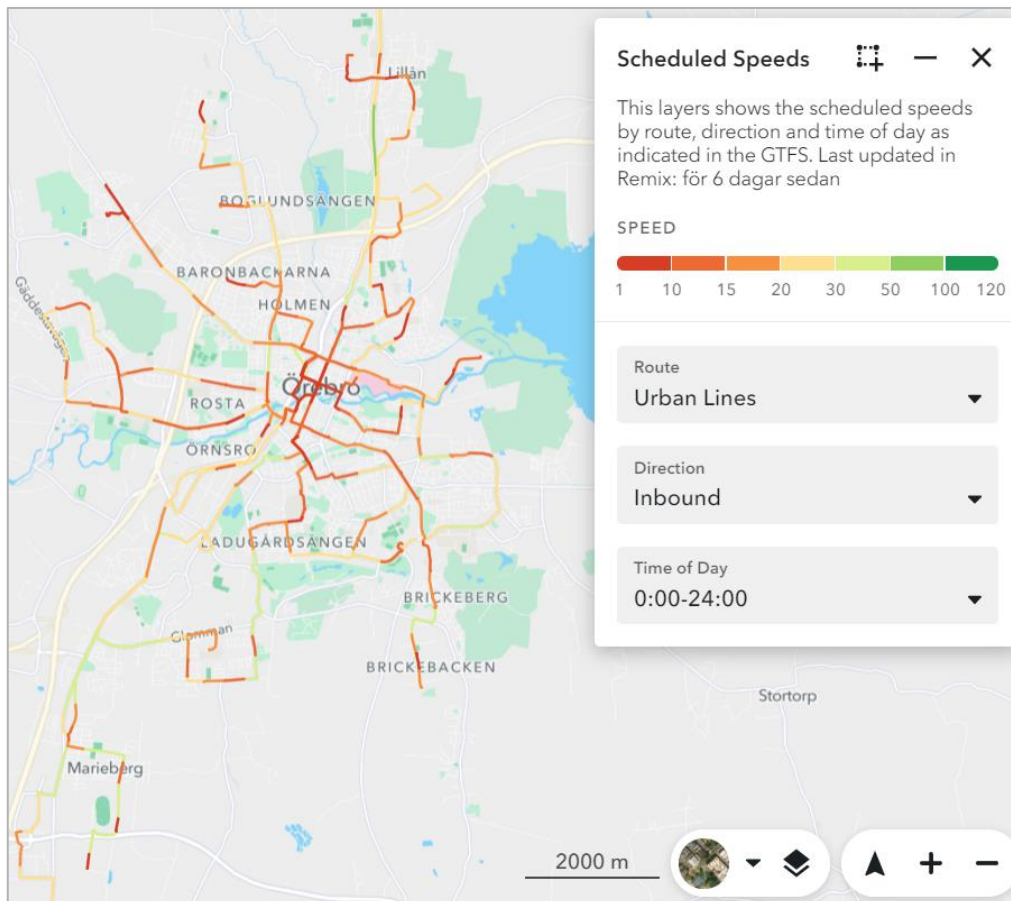 Lillån
BOGLUNDSÄNGEN
BARONBACKARNA
HOLMEN
Gäddestavägen
Örebro
ROSTA
ÖRNSRO
LADUGÅRDSÄNGEN
BRICKEBERG
Glomman
BRICKEBACKEN
Stortorp
Marieberg
2000 m
Scheduled Speeds
This layers shows the scheduled speeds
by route, direction and time of day as
indicated in the GTFS. Last updated in
Remix: för 6 dagar sedan
SPEED
1 10 15 20 30 50 100 120
Route
Urban Lines
Direction
Inbound
Time of Day
0:00-24:00